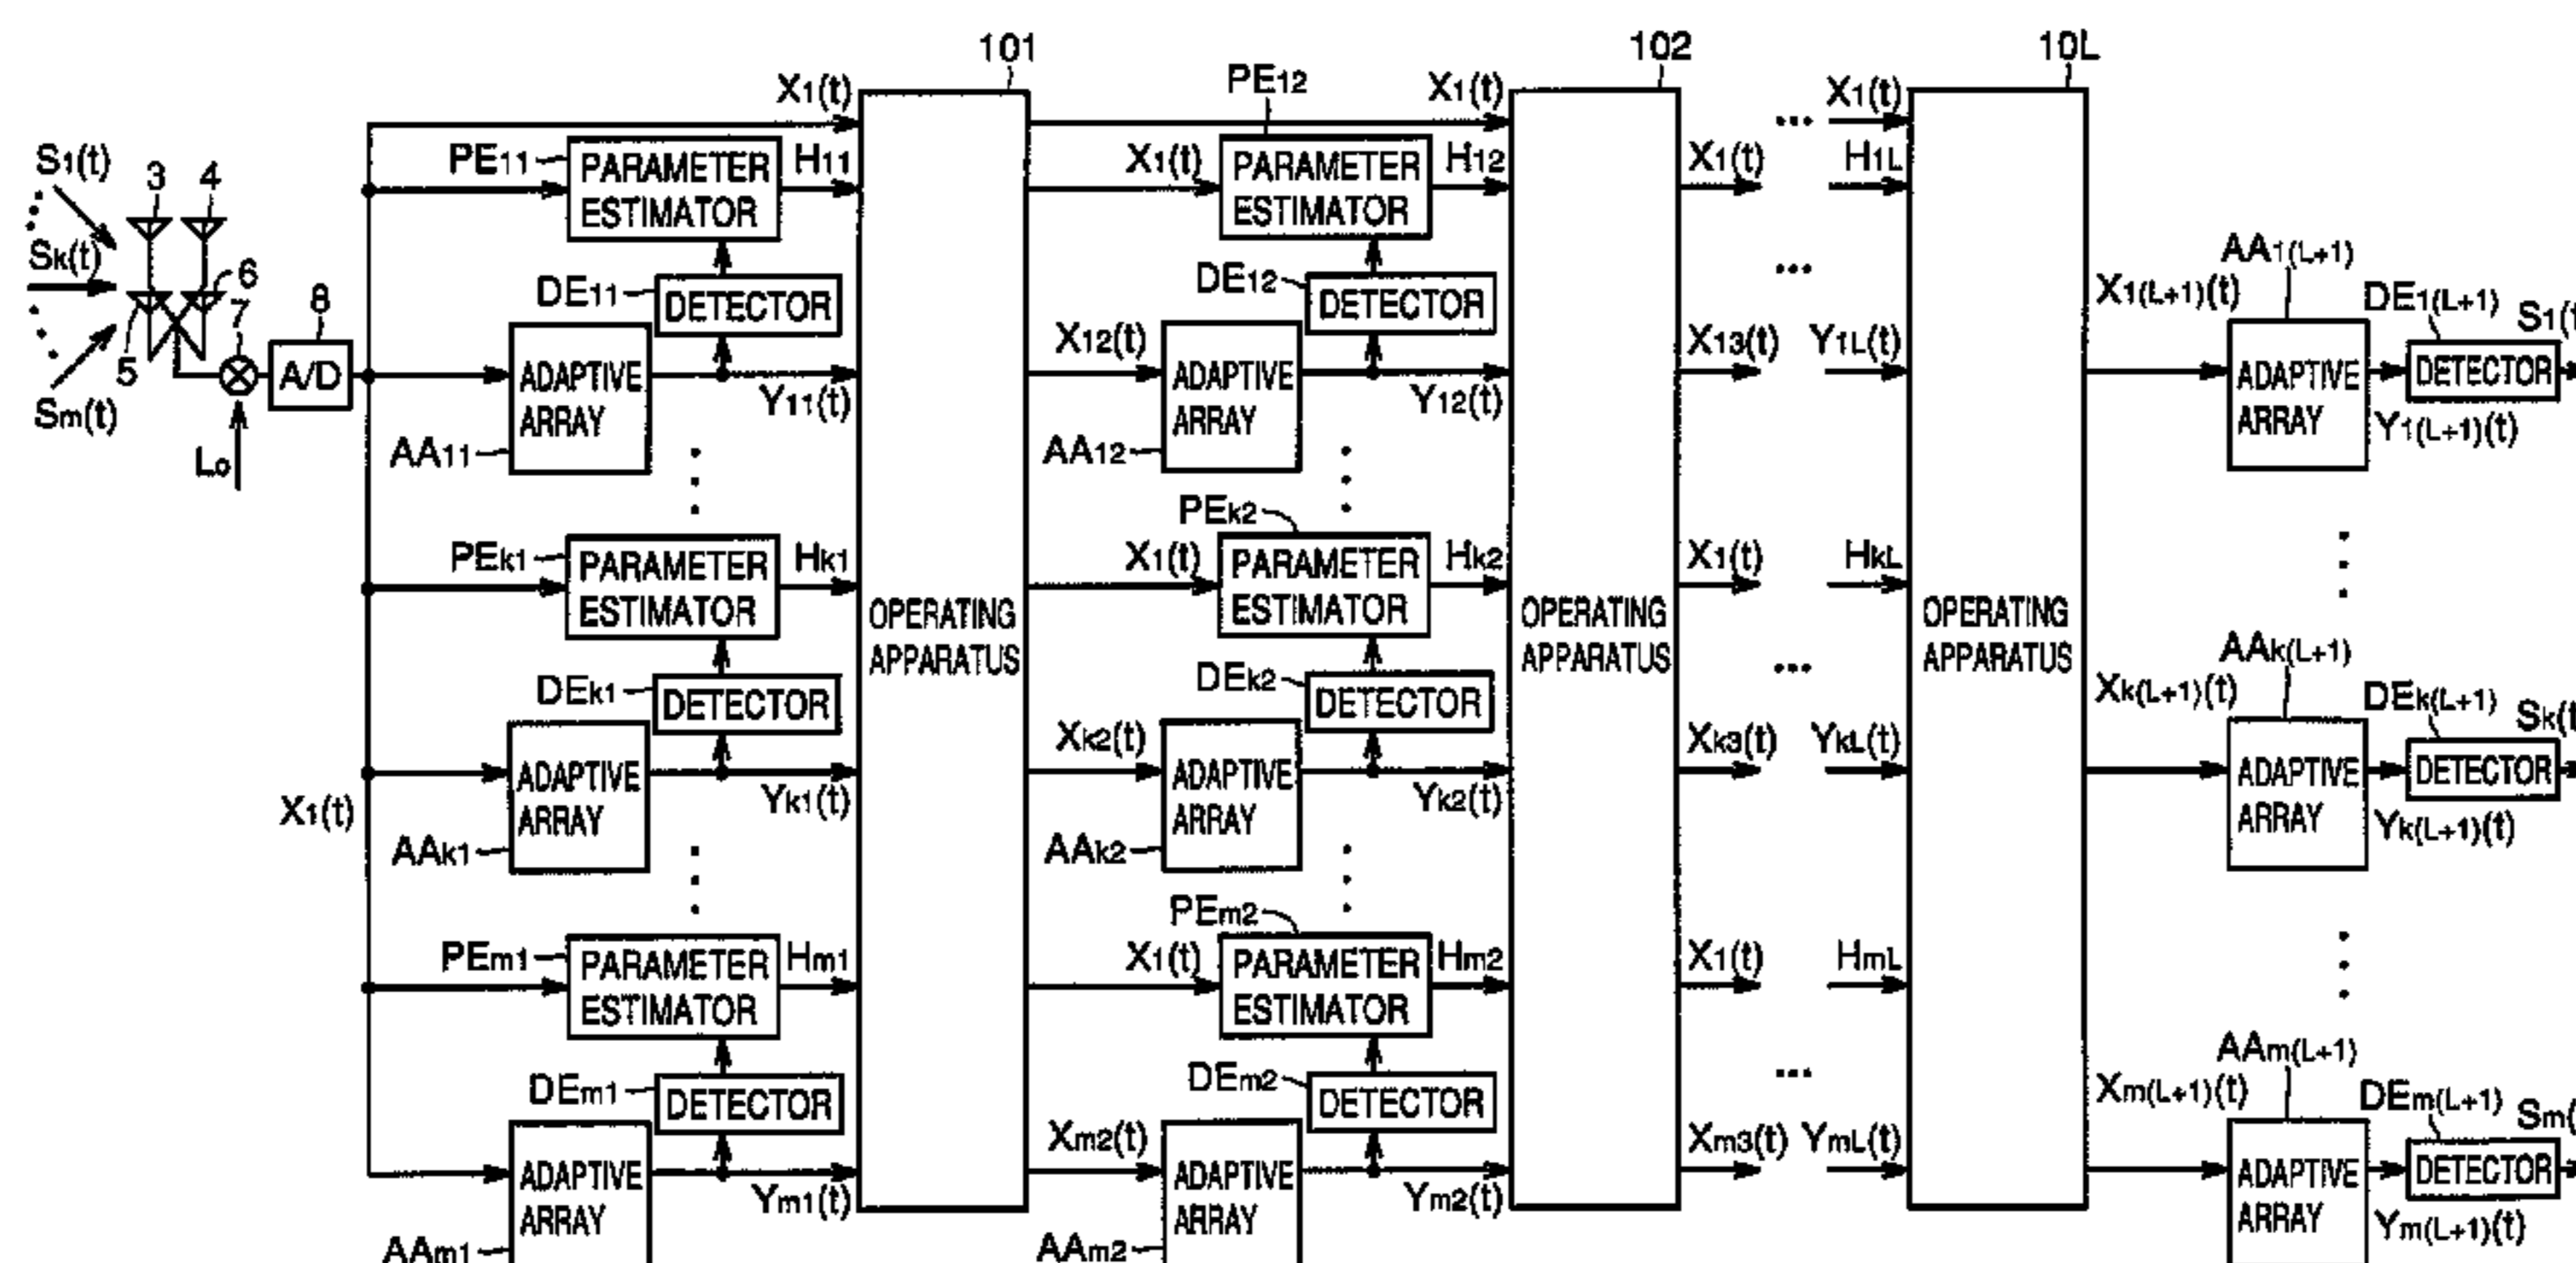 101
102
10L
X1(t)
PE12
X1(t)
X1(t)
S1(t)
3
4
PE11
PARAMETER
ESTIMATOR
H11
X1(t)
PARAMETER
ESTIMATOR
H12
X1(t)
H1L
Sk(t)
6
7
8
5
Sm(t)
Lo
A/D
DE11
DETECTOR
DE12
DETECTOR
AA1(L+1)
X1(L+1)(t)
DE1(L+1)
S1(t
ADAPTIVE
ARRAY
Y11(t)
AA11
X12(t)
ADAPTIVE
ARRAY
Y12(t)
AA12
X13(t)
Y1L(t)
ADAPTIVE
ARRAY
DETECTOR
Y1(L+1)(t)
PEk1
PARAMETER
ESTIMATOR
Hk1
PEk2
X1(t)
PARAMETER
ESTIMATOR
Hk2
X1(t)
HkL
OPERATING
APPARATUS
OPERATING
APPARATUS
OPERATING
APPARATUS
DEk1
DETECTOR
DEk2
DETECTOR
AAk(L+1)
Xk(L+1)(t)
DEk(L+1)
Sk(t
X1(t)
ADAPTIVE
ARRAY
Yk1(t)
AAk1
Xk2(t)
ADAPTIVE
ARRAY
Yk2(t)
AAk2
Xk3(t)
YkL(t)
ADAPTIVE
ARRAY
DETECTOR
Yk(L+1)(t)
PEm1
PARAMETER
ESTIMATOR
Hm1
PEm2
X1(t)
PARAMETER
ESTIMATOR
Hm2
X1(t)
HmL
DEm1
DETECTOR
DEm2
DETECTOR
AAm(L+1)
Xm(L+1)(t)
DEm(L+1)
Sm(
ADAPTIVE
ARRAY
Ym1(t)
AAm1
Xm2(t)
ADAPTIVE
ARRAY
Ym2(t)
AAm2
Xm3(t)
YmL(t)
ADAPTIVE
ARRAY
DETECTOR
Ym(L+1)(t)